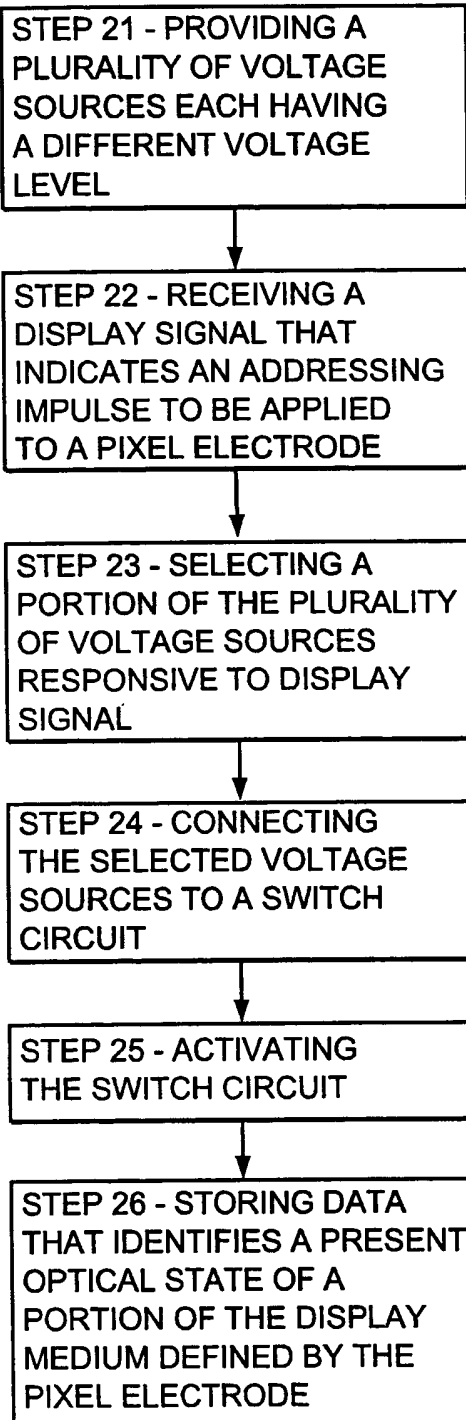 STEP 21 - PROVIDING A
PLURALITY OF VOLTAGE
SOURCES EACH HAVING
A DIFFERENT VOLTAGE
LEVEL
STEP 22 - RECEIVING A
DISPLAY SIGNAL THAT
INDICATES AN ADDRESSING
IMPULSE TO BE APPLIED
TO A PIXEL ELECTRODE
STEP 23 - SELECTING A
PORTION OF THE PLURALITY
OF VOLTAGE SOURCES
RESPONSIVE TO DISPLAY
SIGNAL
STEP 24 - CONNECTING
THE SELECTED VOLTAGE
SOURCES TO A SWITCH
CIRCUIT
STEP 25 - ACTIVATING
THE SWITCH CIRCUIT
STEP 26 - STORING DATA
THAT IDENTIFIES A PRESENT
OPTICAL STATE OF A
PORTION OF THE DISPLAY
MEDIUM DEFINED BY THE
PIXEL ELECTRODE